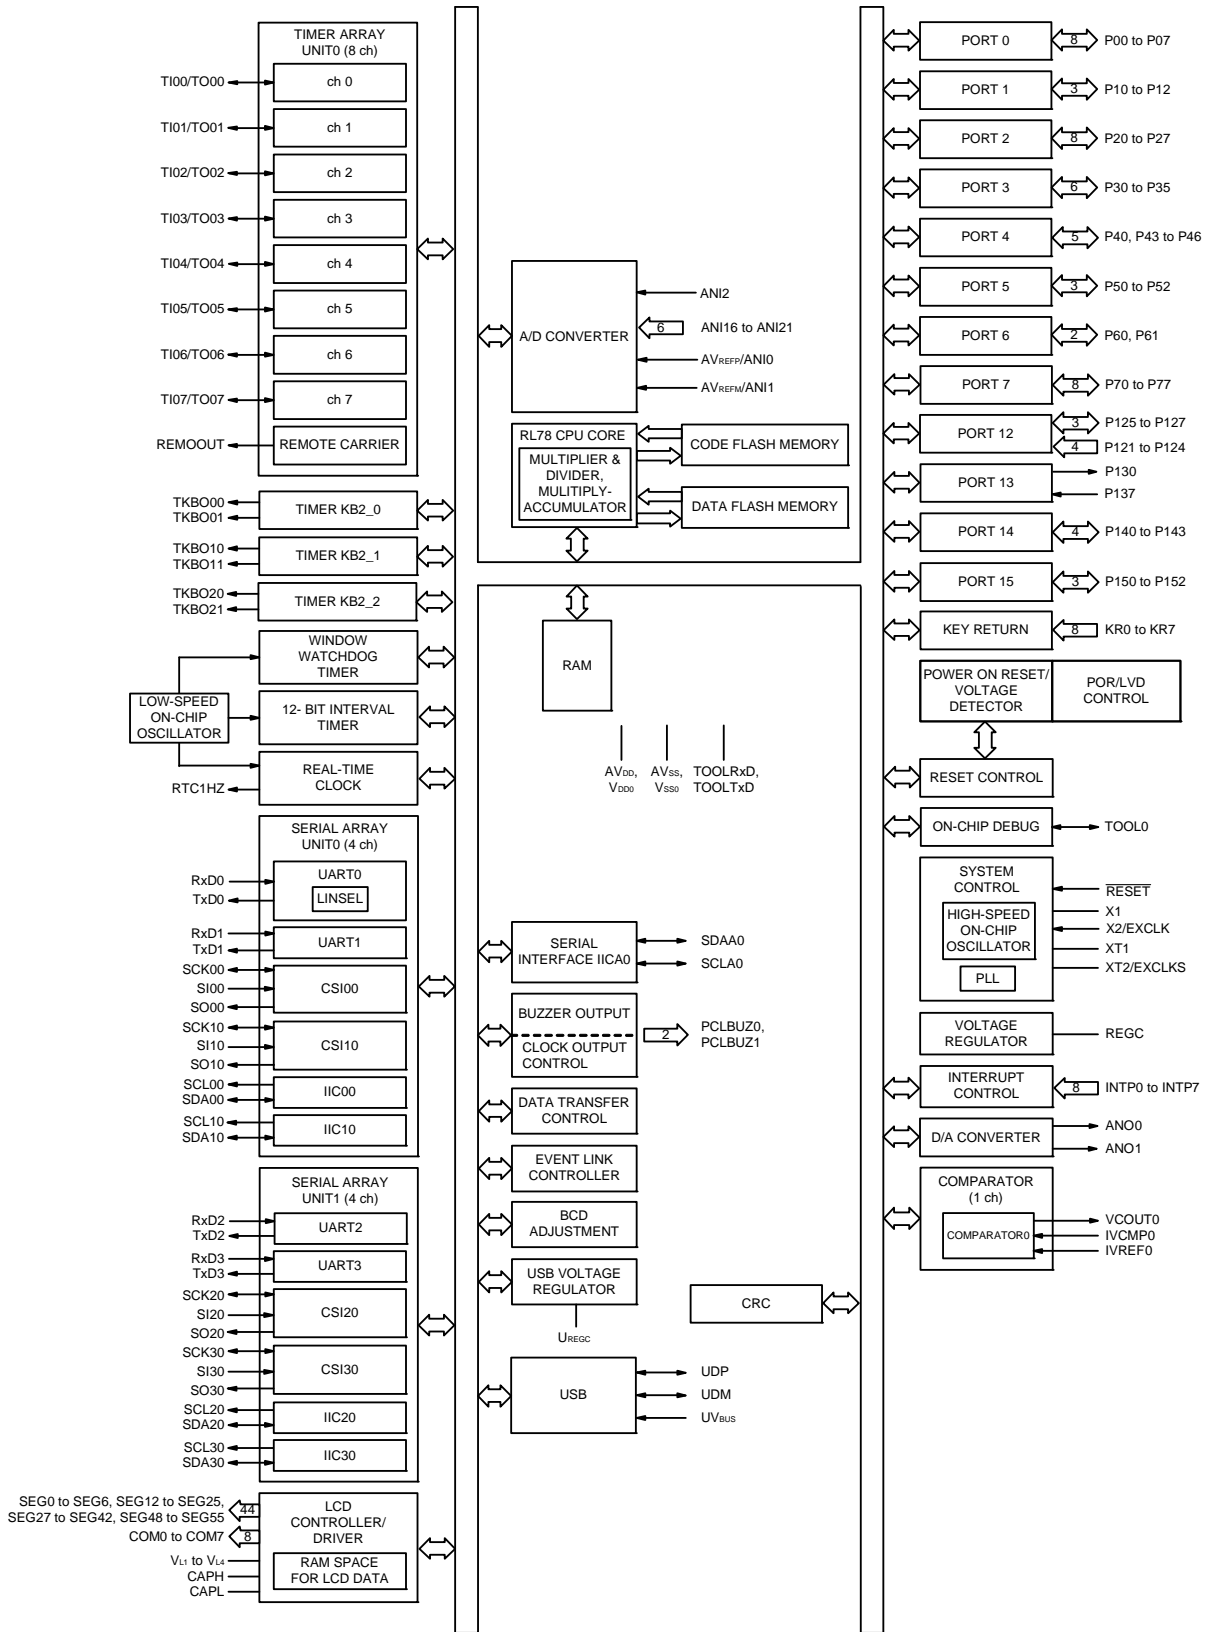 TIMER ARRAY
UNIT0 (8 ch)
TI00/TO00
ch 0
TI01/TO01
ch 1
TI02/TO02
ch 2
TI03/TO03
ch 3
TI04/TO04
ch 4
TI05/TO05
ch 5
TI06/TO06
ch 6
TI07/TO07
ch 7
REMOOUT
REMOTE CARRIER
TKBO00
TKBO01
TIMER KB2_0
TKBO10
TKBO11
TIMER KB2_1
TKBO20
TKBO21
TIMER KB2_2
WINDOW
WATCHDOG
TIMER
LOW-SPEED
ON-CHIP
OSCILLATOR
12- BIT INTERVAL
TIMER
REAL-TIME
CLOCK
RTC1HZ
SERIAL ARRAY
UNIT0 (4 ch)
RxD0
TxD0
UART0
LINSEL
RxD1
TxD1
UART1
SCK00
SI00
SO00
CSI00
SCK10
SI10
SO10
CSI10
SCL00
SDA00
IIC00
SCL10
SDA10
IIC10
SERIAL ARRAY
UNIT1 (4 ch)
RxD2
TxD2
UART2
RxD3
TxD3
UART3
SCK20
SI20
SO20
CSI20
SCK30
SI30
SO30
CSI30
SCL20
SDA20
IIC20
SCL30
SDA30
IIC30
SEG0 to SEG6, SEG12 to SEG25,
SEG27 to SEG42, SEG48 to SEG55
44
COM0 to COM7
8
VL1 to VL4
CAPH
CAPL
LCD
CONTROLLER/
DRIVER
RAM SPACE
FOR LCD DATA
A/D CONVERTER
ANI2
6
ANI16 to ANI21
AVREFP/ANI0
AVREFM/ANI1
RL78 CPU CORE
MULTIPLIER &
DIVIDER,
MULITIPLY-
ACCUMULATOR
CODE FLASH MEMORY
DATA FLASH MEMORY
RAM
AVDD,
VDD0
AVSS,
VSS0
TOOLRxD,
TOOLTxD
SERIAL
INTERFACE IICA0
SDAA0
SCLA0
BUZZER OUTPUT
CLOCK OUTPUT
CONTROL
2
PCLBUZ0,
PCLBUZ1
DATA TRANSFER
CONTROL
EVENT LINK
CONTROLLER
BCD
ADJUSTMENT
USB VOLTAGE
REGULATOR
UREGC
CRC
USB
UDP
UDM
UVBUS
PORT 0
8
P00 to P07
PORT 1
3
P10 to P12
PORT 2
8
P20 to P27
PORT 3
6
P30 to P35
PORT 4
5
P40, P43 to P46
PORT 5
3
P50 to P52
PORT 6
2
P60, P61
PORT 7
8
P70 to P77
PORT 12
3
P125 to P127
4
P121 to P124
PORT 13
P130
P137
PORT 14
4
P140 to P143
PORT 15
3
P150 to P152
KEY RETURN
8
KR0 to KR7
POWER ON RESET/
VOLTAGE
DETECTOR
POR/LVD
CONTROL
RESET CONTROL
ON-CHIP DEBUG
TOOL0
SYSTEM
CONTROL
HIGH-SPEED
ON-CHIP
OSCILLATOR
PLL
RESET
X1
X2/EXCLK
XT1
XT2/EXCLKS
VOLTAGE
REGULATOR
REGC
INTERRUPT
CONTROL
8
INTP0 to INTP7
D/A CONVERTER
ANO0
ANO1
COMPARATOR
(1 ch)
COMPARATOR0
VCOUT0
IVCMP0
IVREF0